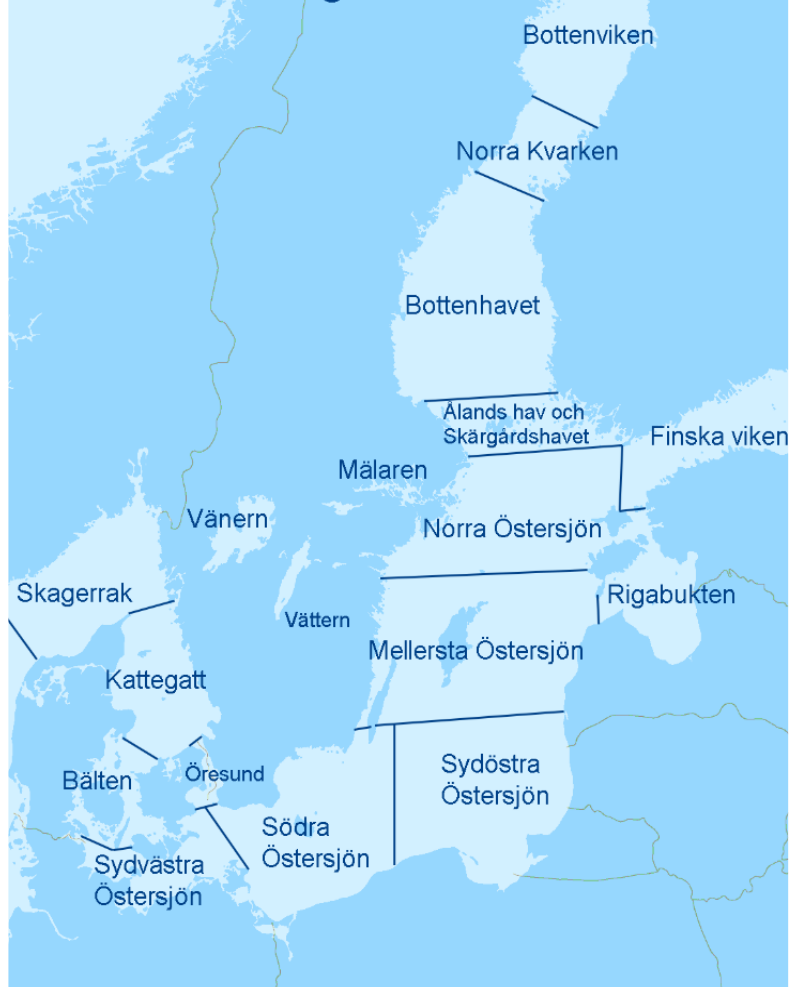 Bottenviken
Norra Kvarken
Bottenhavet
Ålands hav och
Skärgårdshavet
Finska viken
Mälaren
Vänern
Norra Östersjön
Skagerrak
Rigabukten
Vättern
Mellersta Östersjön
Kattegatt
Bälten
Öresund
Sydöstra
Östersjön
Södra
Östersjön
Sydvästra
Östersjön